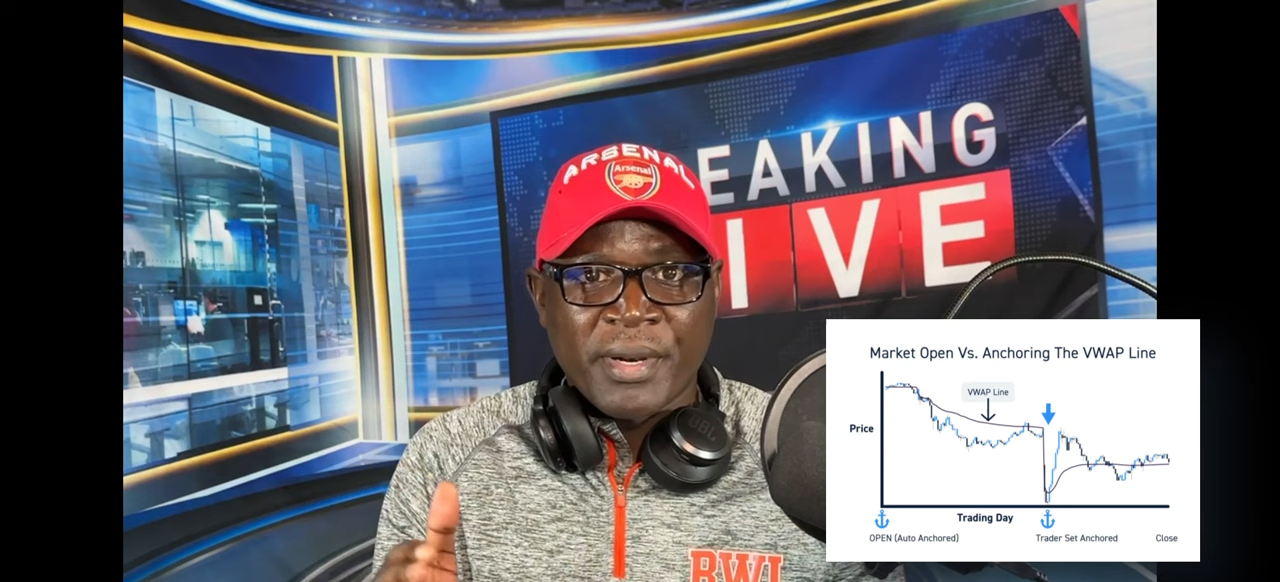 ARSENAL
Arsenal
EAKING
IVE
JBL
BWI
Market Open Vs. Anchoring The VWAP Line
VWAP Line
Price
Trading Day
OPEN (Auto Anchored)
Trader Set Anchored
Close